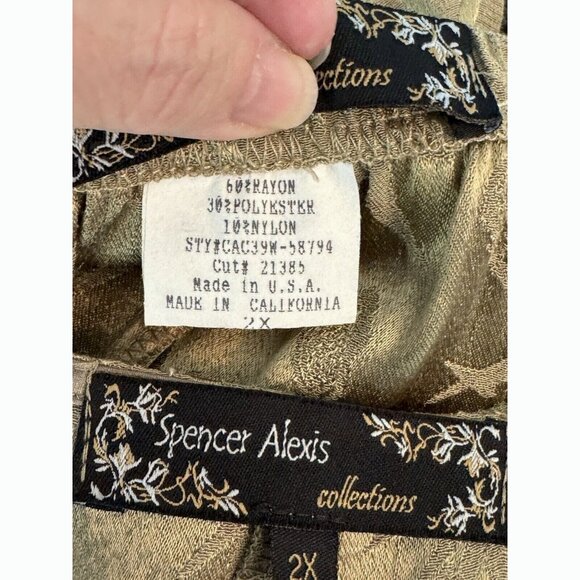 ections
60%RAYON
30%POLYESTER
10%NYLON
STY#CAC39W-58794
Cut# 21385
Made in U.S.A.
MADE IN CALIFORNIA
2X
Spencer Alexis
collections
2X